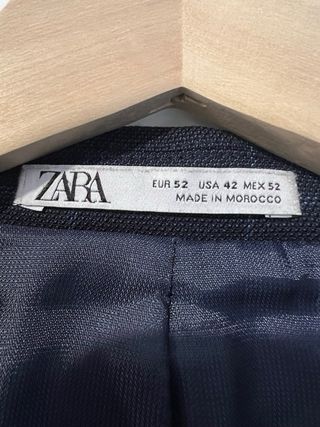 ZARA
EUR 52 USA 42 MEX 52
MADE IN MOROCCO